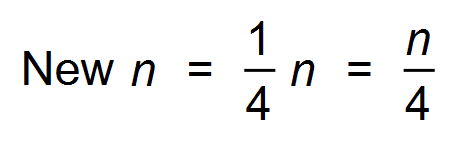 New n = 1/4 n = n/4